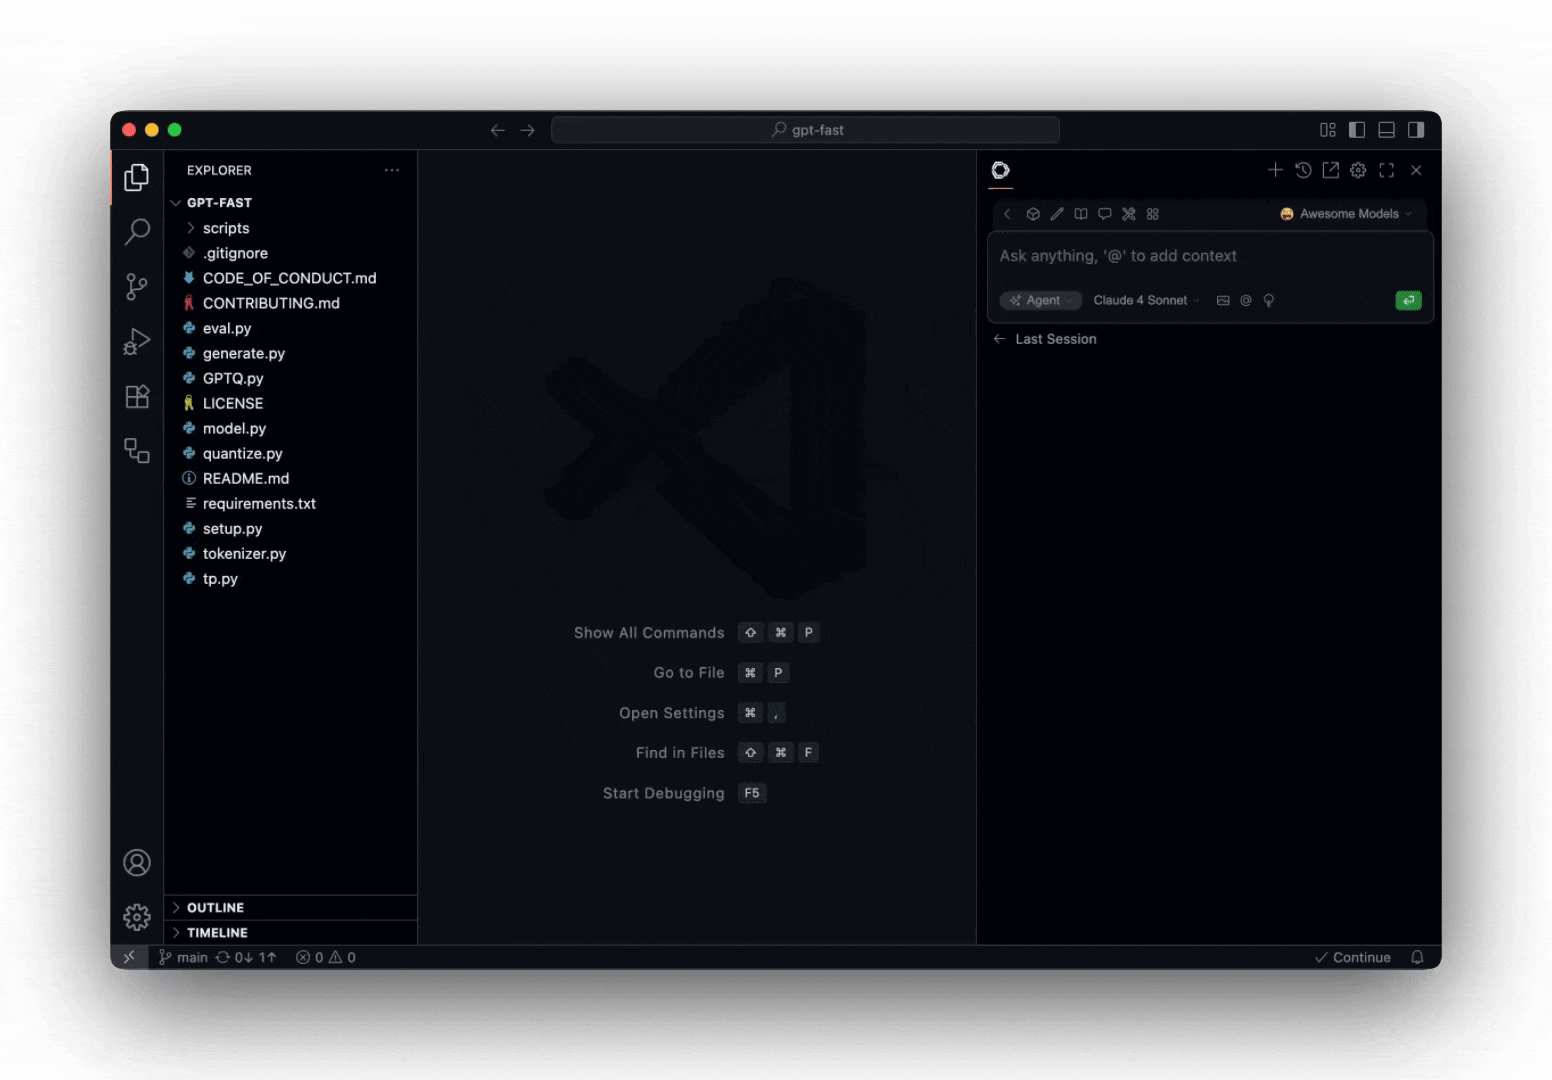 gpt-fast
EXPLORER
GPT-FAST
scripts
.gitignore
CODE_OF_CONDUCT.md
CONTRIBUTING.md
eval.py
generate.py
GPTQ.py
LICENSE
model.py
quantize.py
README.md
requirements.txt
setup.py
tokenizer.py
tp.py
OUTLINE
TIMELINE
Show All Commands ⇧ ⌘ P
Go to File ⌘ P
Open Settings ⌘ ,
Find in Files ⇧ ⌘ F
Start Debugging F5
Awesome Models
Ask anything, '@' to add context
Agent Claude 4 Sonnet @
Last Session
main 0↓ 1↑ 0 0
Continue